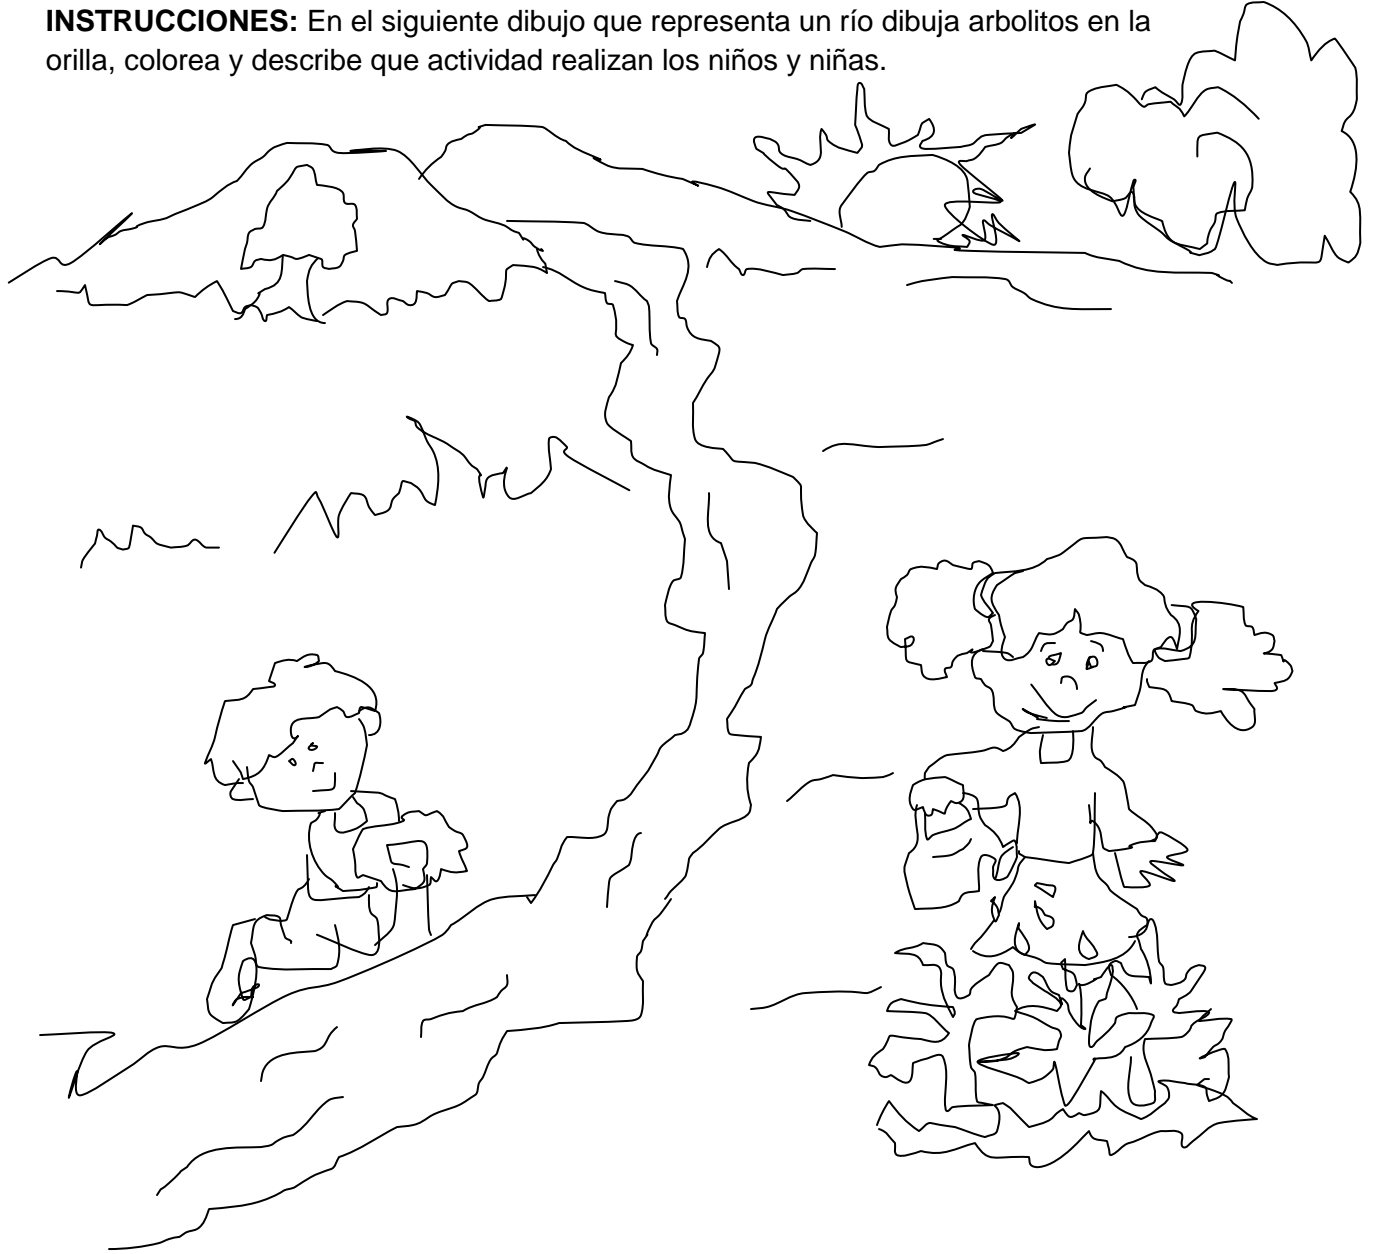 INSTRUCCIONES: En el siguiente dibujo que representa un río dibuja arbolitos en la
orilla, colorea y describe que actividad realizan los niños y niñas.